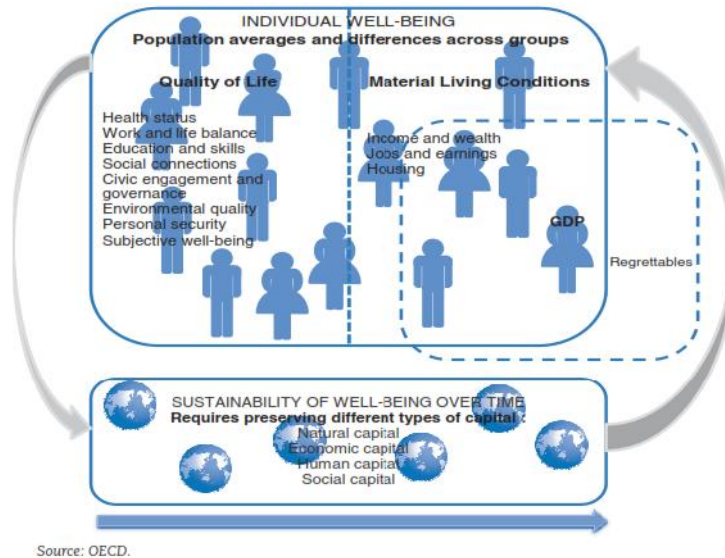 INDIVIDUAL WELL-BEING
Population averages and differences across groups
Quality of Life
Material Living Conditions
Health status
Work and life balance
Education and skills
Social connections
Civic engagement and
governance
Environmental quality
Personal security
Subjective well-being
Income and wealth
Jobs and earnings
Housing
GDP
Regrettables
SUSTAINABILITY OF WELL-BEING OVER TIME
Requires preserving different types of capital :
Natural capital
Economic capital
Human capital
Social capital
Source: OECD.